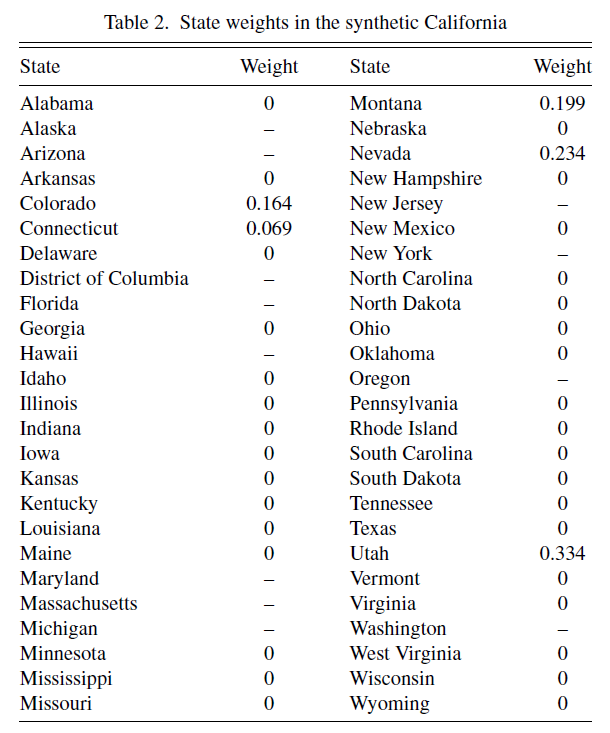 Table 2. State weights in the synthetic California
State Weight State Weight
Alabama 0 Montana 0.199
Alaska – Nebraska 0
Arizona – Nevada 0.234
Arkansas 0 New Hampshire 0
Colorado 0.164 New Jersey –
Connecticut 0.069 New Mexico 0
Delaware 0 New York –
District of Columbia – North Carolina 0
Florida – North Dakota 0
Georgia 0 Ohio 0
Hawaii – Oklahoma 0
Idaho 0 Oregon –
Illinois 0 Pennsylvania 0
Indiana 0 Rhode Island 0
Iowa 0 South Carolina 0
Kansas 0 South Dakota 0
Kentucky 0 Tennessee 0
Louisiana 0 Texas 0
Maine 0 Utah 0.334
Maryland – Vermont 0
Massachusetts – Virginia 0
Michigan – Washington –
Minnesota 0 West Virginia 0
Mississippi 0 Wisconsin 0
Missouri 0 Wyoming 0